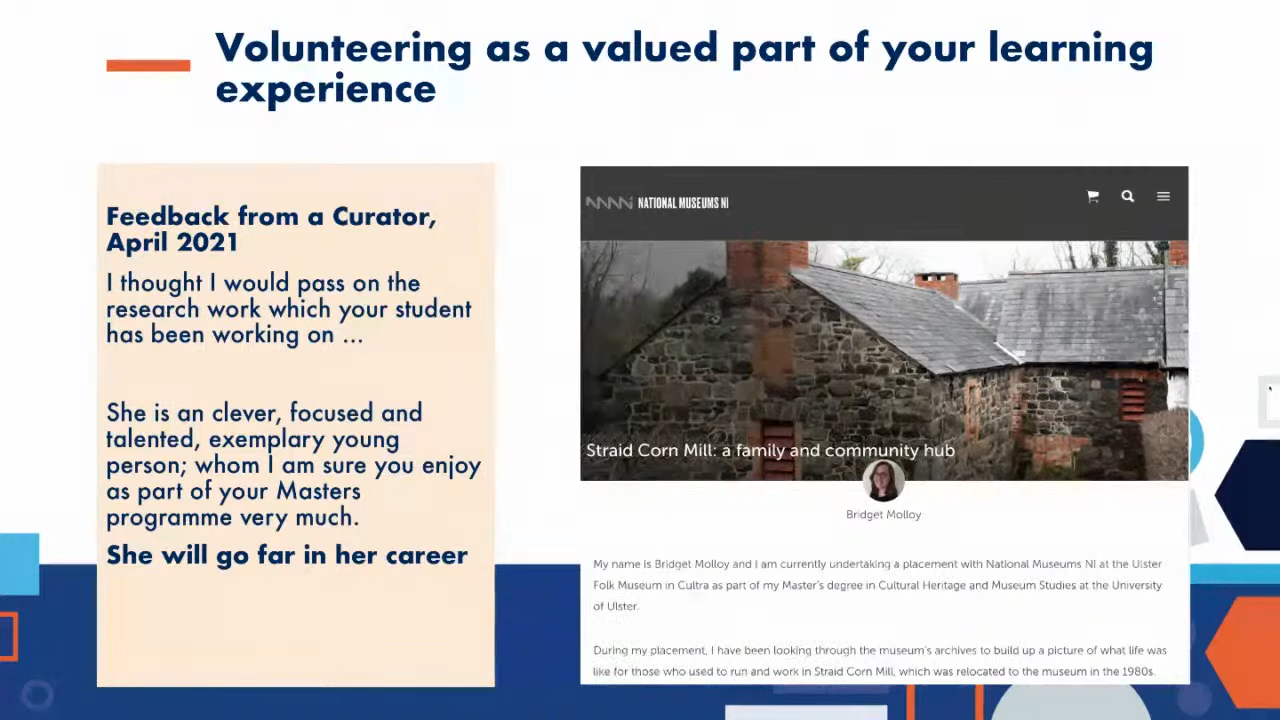 Volunteering as a valued part of your learning
experience
Feedback from a Curator,
April 2021
I thought I would pass on the
research work which your student
has been working on ...
She is an clever, focused and
talented, exemplary young
person; whom I am sure you enjoy
as part of your Masters
programme very much.
She will go far in her career
NATIONAL MUSEUMS NI
Straid Corn Mill: a family and community hub
Bridget Molloy
My name is Bridget Molloy and I am currently undertaking a placement with National Museums NI at the Ulster
Folk Museum in Cultra as part of my Master's degree in Cultural Heritage and Museum Studies at the University
of Ulster.
During my placement, I have been looking through the museum's archives to build up a picture of what life was
like for those who used to run and work in Straid Corn Mill, which was relocated to the museum in the 1980s.